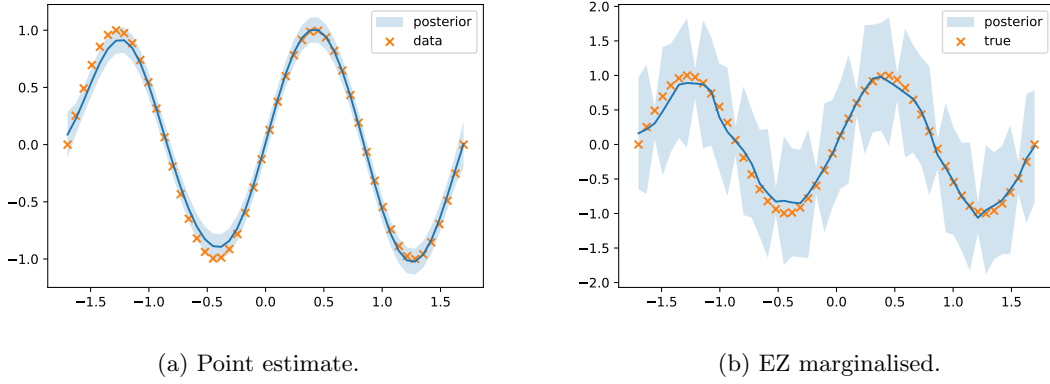 1.0
0.5
0.0
−0.5
−1.0
−1.5 −1.0 −0.5 0.0 0.5 1.0 1.5
posterior
data
(a) Point estimate.
2.0
1.5
1.0
0.5
0.0
−0.5
−1.0
−1.5
−2.0
−1.5 −1.0 −0.5 0.0 0.5 1.0 1.5
posterior
true
(b) EZ marginalised.